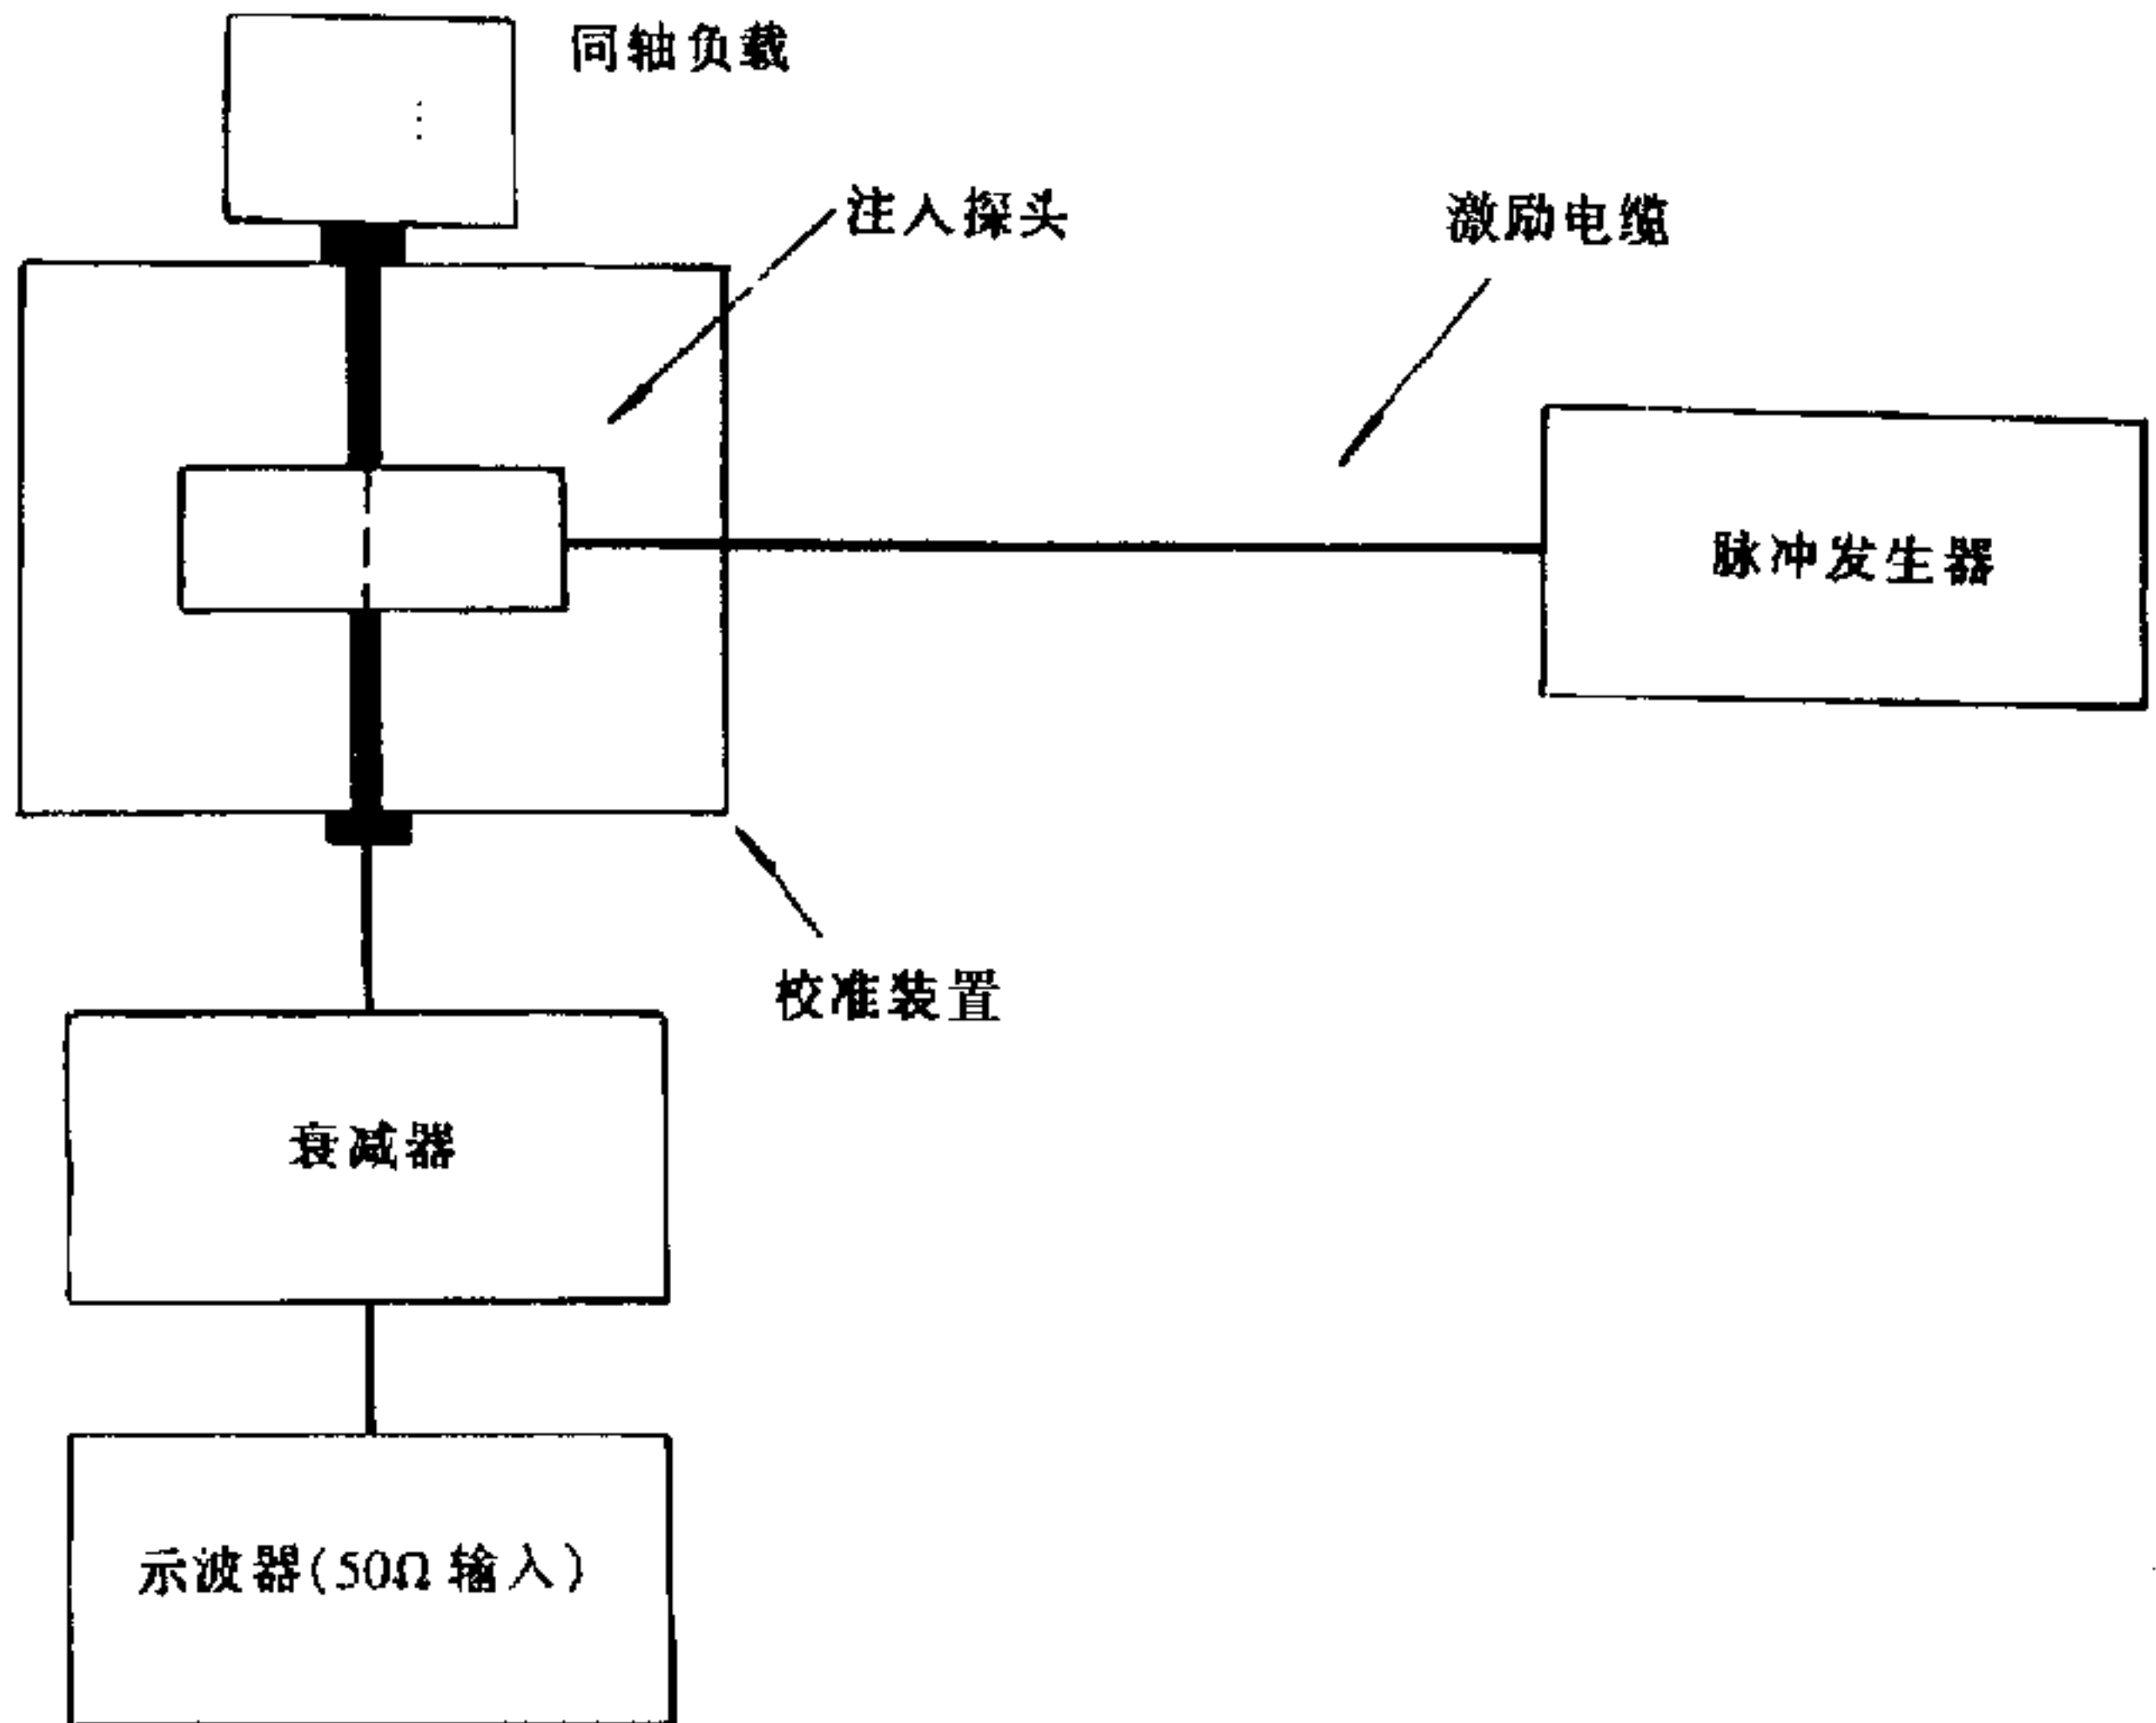 同轴负载
注入探头
激励电缆
脉冲发生器
校准装置
衰减器
示波器(50Ω 输入)